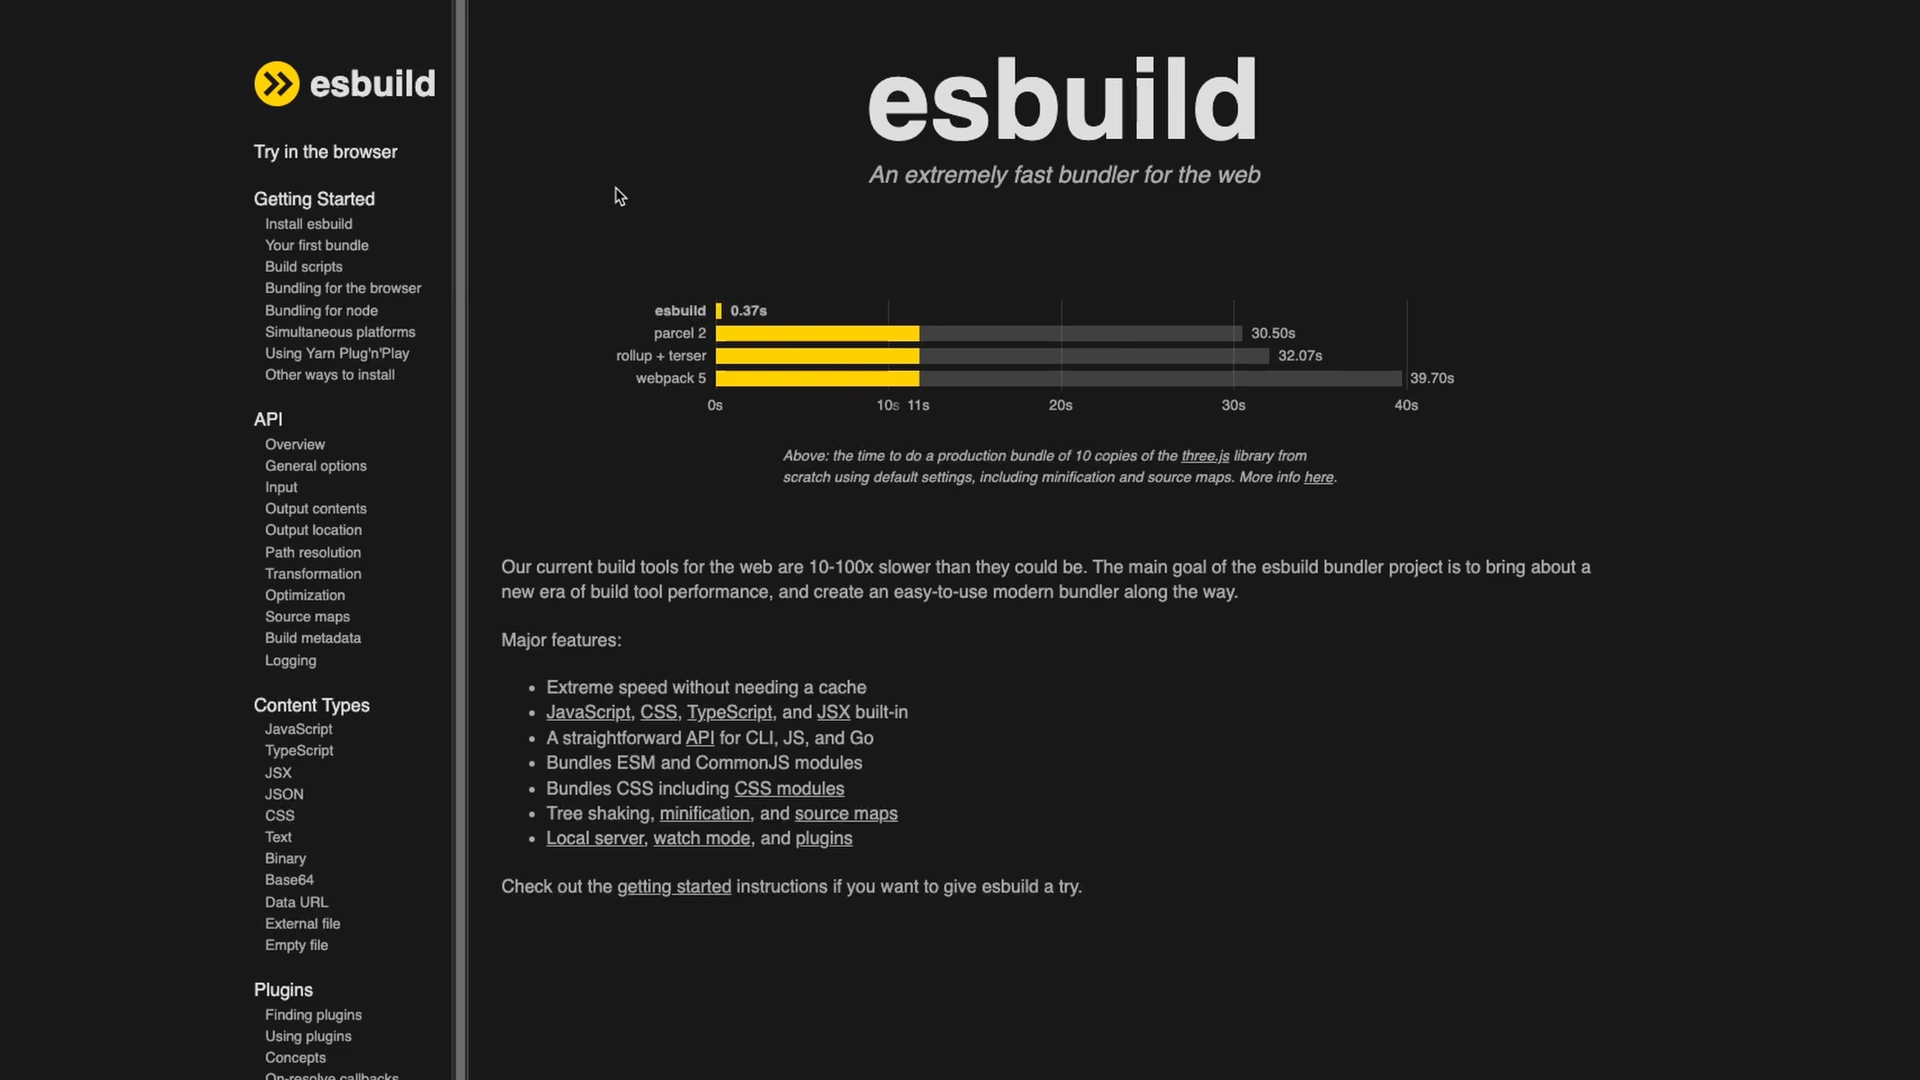 esbuild
Try in the browser
Getting Started
Install esbuild
Your first bundle
Build scripts
Bundling for the browser
Bundling for node
Simultaneous platforms
Using Yarn Plug'n'Play
Other ways to install
API
Overview
General options
Input
Output contents
Output location
Path resolution
Transformation
Optimization
Source maps
Build metadata
Logging
Content Types
JavaScript
TypeScript
JSX
JSON
CSS
Text
Binary
Base64
Data URL
External file
Empty file
Plugins
Finding plugins
Using plugins
Concepts
On-resolve callbacks
esbuild
An extremely fast bundler for the web
esbuild 0.37s
parcel 2 30.50s
rollup + terser 32.07s
webpack 5 39.70s
0s 10s 11s 20s 30s 40s
Above: the time to do a production bundle of 10 copies of the three.js library from
scratch using default settings, including minification and source maps. More info here.
Our current build tools for the web are 10-100x slower than they could be. The main goal of the esbuild bundler project is to bring about a
new era of build tool performance, and create an easy-to-use modern bundler along the way.
Major features:
• Extreme speed without needing a cache
• JavaScript, CSS, TypeScript, and JSX built-in
• A straightforward API for CLI, JS, and Go
• Bundles ESM and CommonJS modules
• Bundles CSS including CSS modules
• Tree shaking, minification, and source maps
• Local server, watch mode, and plugins
Check out the getting started instructions if you want to give esbuild a try.